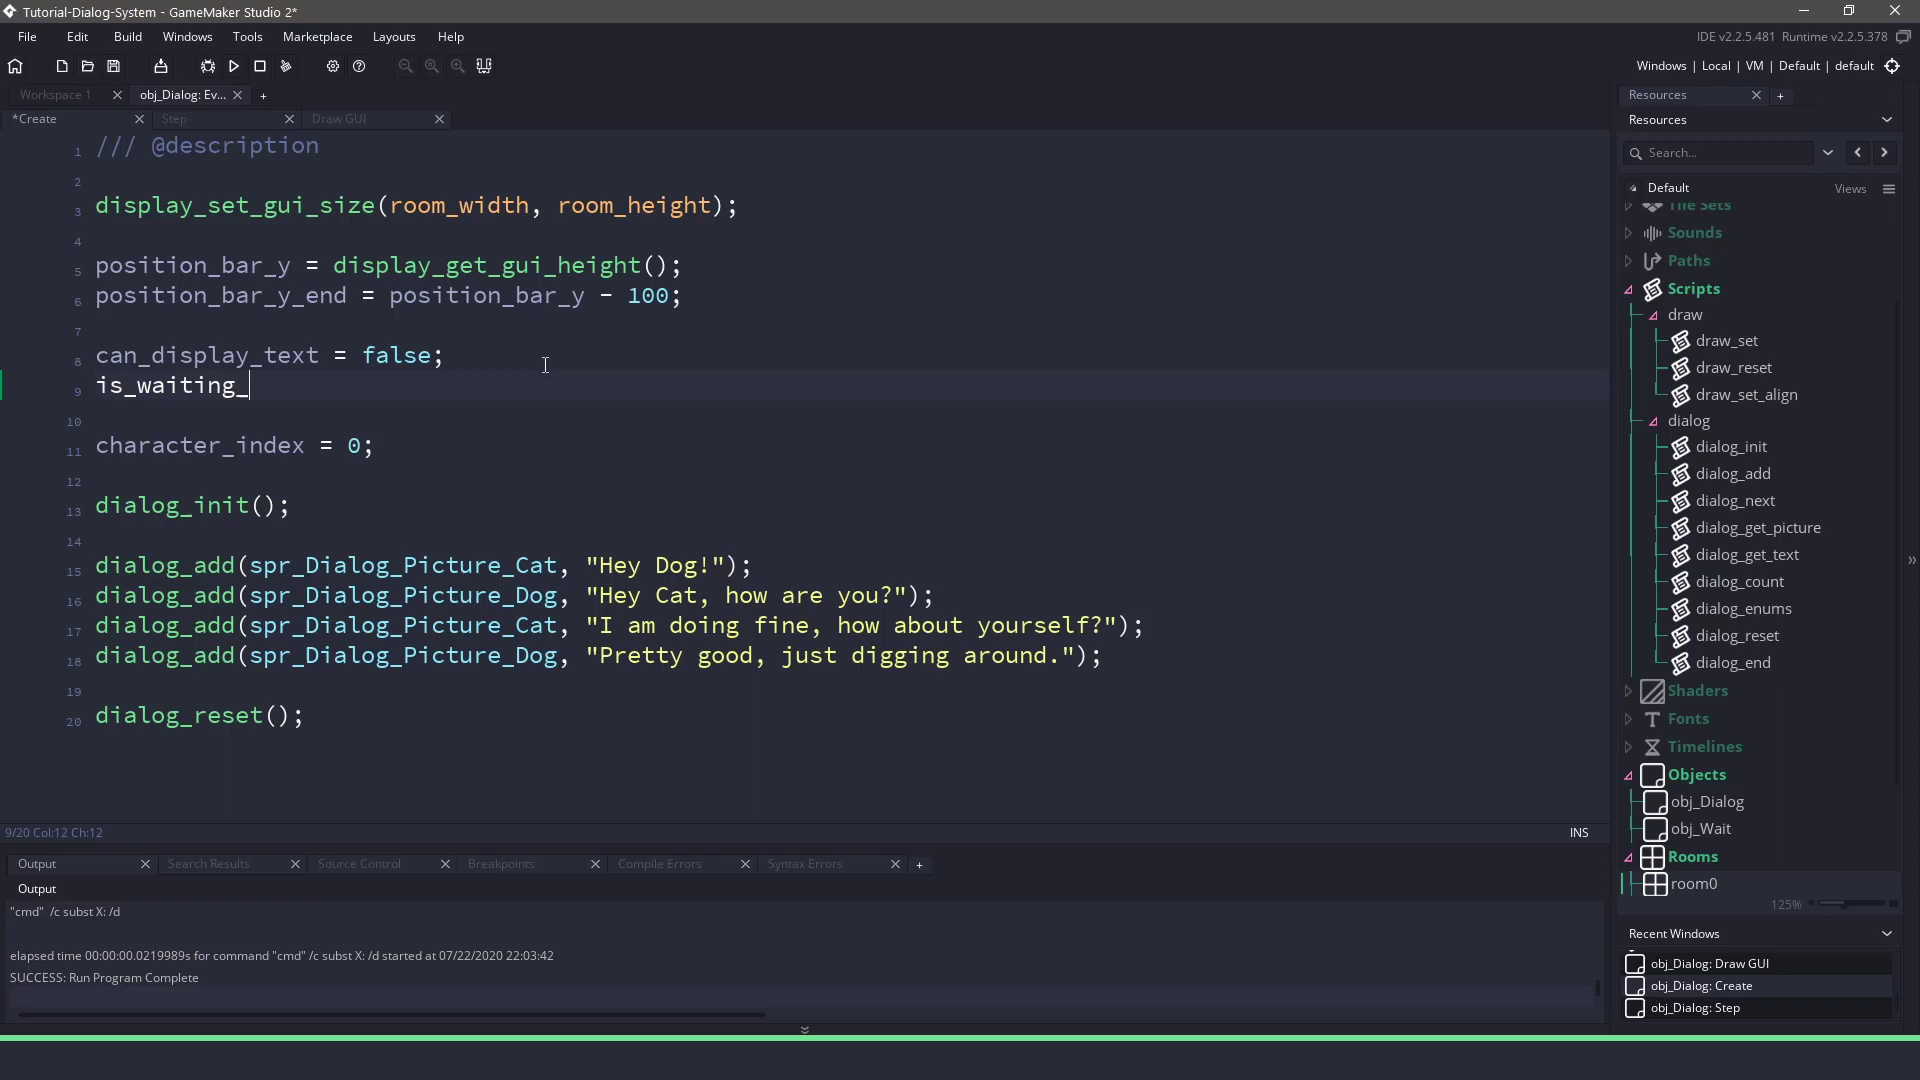 Tutorial-Dialog-System - GameMaker Studio 2*
File Edit Build Windows Tools Marketplace Layouts Help
IDE v2.2.5.481 Runtime v2.2.5.378
Windows | Local | VM | Default | default
Workspace 1 obj_Dialog: Ev... +
*Create Step Draw GUI
1 /// @description
2
3 display_set_gui_size(room_width, room_height);
4
5 position_bar_y = display_get_gui_height();
6 position_bar_y_end = position_bar_y - 100;
7
8 can_display_text = false;
9 is_waiting_
10
11 character_index = 0;
12
13 dialog_init();
14
15 dialog_add(spr_Dialog_Picture_Cat, "Hey Dog!");
16 dialog_add(spr_Dialog_Picture_Dog, "Hey Cat, how are you?");
17 dialog_add(spr_Dialog_Picture_Cat, "I am doing fine, how about yourself?");
18 dialog_add(spr_Dialog_Picture_Dog, "Pretty good, just digging around.");
19
20 dialog_reset();
9/20 Col:12 Ch:12
INS
Output Search Results Source Control Breakpoints Compile Errors Syntax Errors +
Output
"cmd" /c subst X: /d
elapsed time 00:00:00.0219989s for command "cmd" /c subst X: /d started at 07/22/2020 22:03:42
SUCCESS: Run Program Complete
Resources +
Resources
Search...
Default Views
Tile Sets
Sounds
Paths
Scripts
draw
draw_set
draw_reset
draw_set_align
dialog
dialog_init
dialog_add
dialog_next
dialog_get_picture
dialog_get_text
dialog_count
dialog_enums
dialog_reset
dialog_end
Shaders
Fonts
Timelines
Objects
obj_Dialog
obj_Wait
Rooms
room0
125%
Recent Windows
obj_Dialog: Draw GUI
obj_Dialog: Create
obj_Dialog: Step